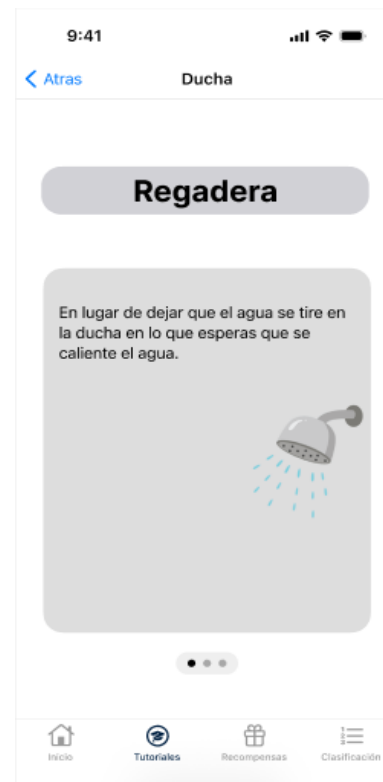 9:41
Atras
Ducha
Regadera
En lugar de dejar que el agua se tire en
la ducha en lo que esperas que se
caliente el agua.
Inicio
Tutoriales
Recompensas
Clasificación